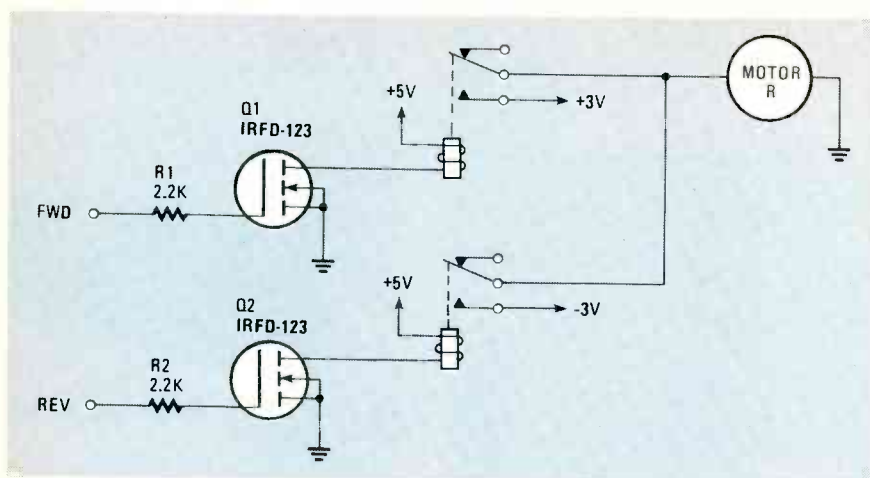 +5V
+3V
MOTOR
R
Q1
IRFD-123
R1
2.2K
FWD
+5V
-3V
Q2
IRFD-123
R2
2.2K
REV